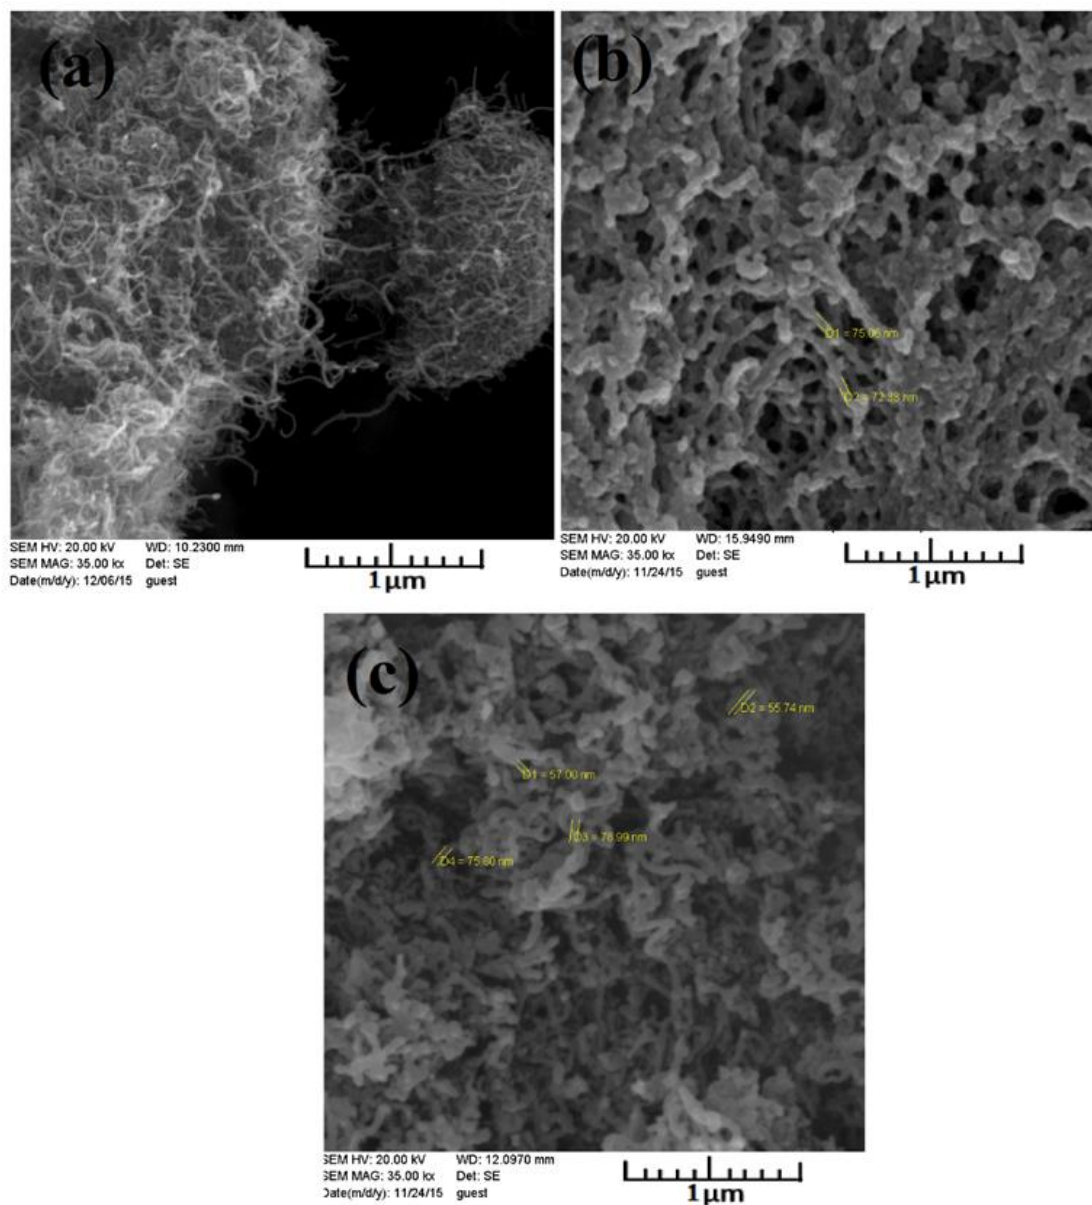 (a)
SEM HV: 20.00 kV WD: 10.2300 mm
SEM MAG: 35.00 kx Det: SE
Date(m/d/y): 12/06/15 guest
1 µm
(b)
D1 = 75.06 nm
D2 = 72.38 nm
SEM HV: 20.00 kV WD: 15.9490 mm
SEM MAG: 35.00 kx Det: SE
Date(m/d/y): 11/24/15 guest
1 µm
(c)
D2 = 55.74 nm
D1 = 57.00 nm
D3 = 78.99 nm
D4 = 75.60 nm
SEM HV: 20.00 kV WD: 12.0970 mm
SEM MAG: 35.00 kx Det: SE
Date(m/d/y): 11/24/15 guest
1 µm